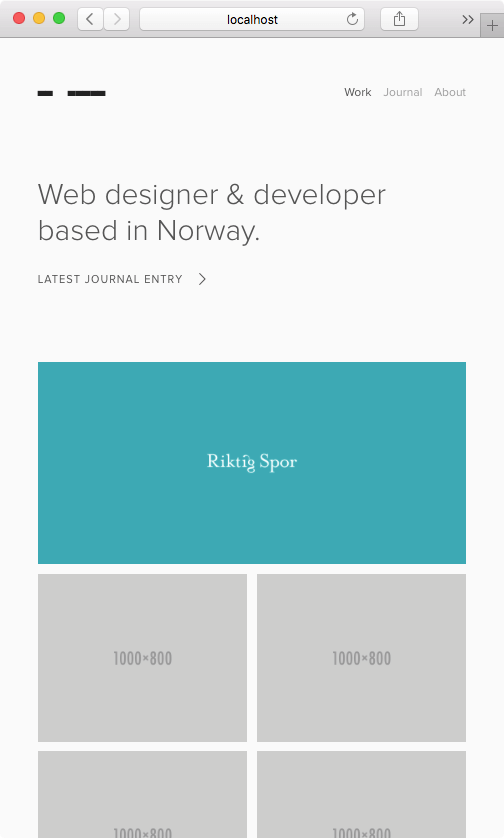 localhost
Work Journal About
Web designer & developer
based in Norway.
LATEST JOURNAL ENTRY
Riktig Spor
1000×800 1000×800
1000×800 1000×800